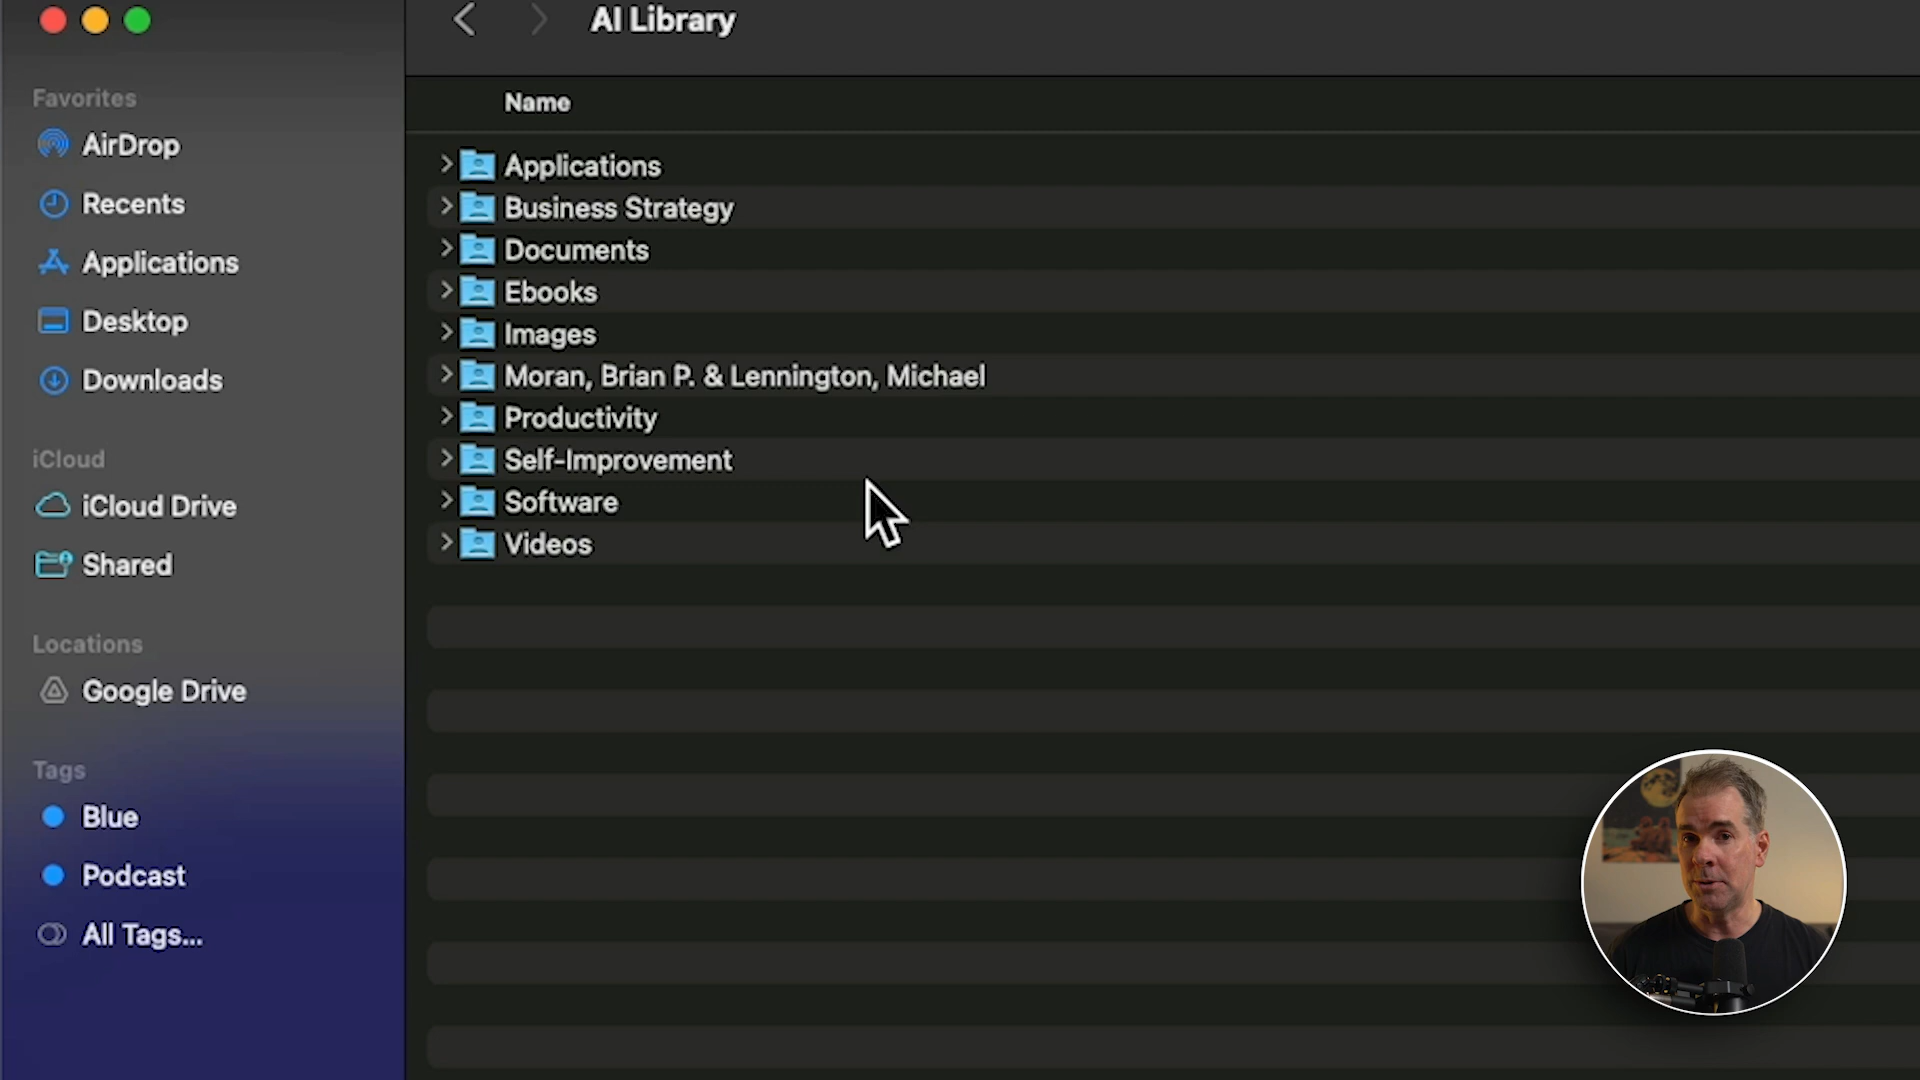 AI Library
Favorites
AirDrop
Recents
Applications
Desktop
Downloads
iCloud
iCloud Drive
Shared
Locations
Google Drive
Tags
Blue
Podcast
All Tags...
Name
Applications
Business Strategy
Documents
Ebooks
Images
Moran, Brian P. & Lennington, Michael
Productivity
Self-Improvement
Software
Videos